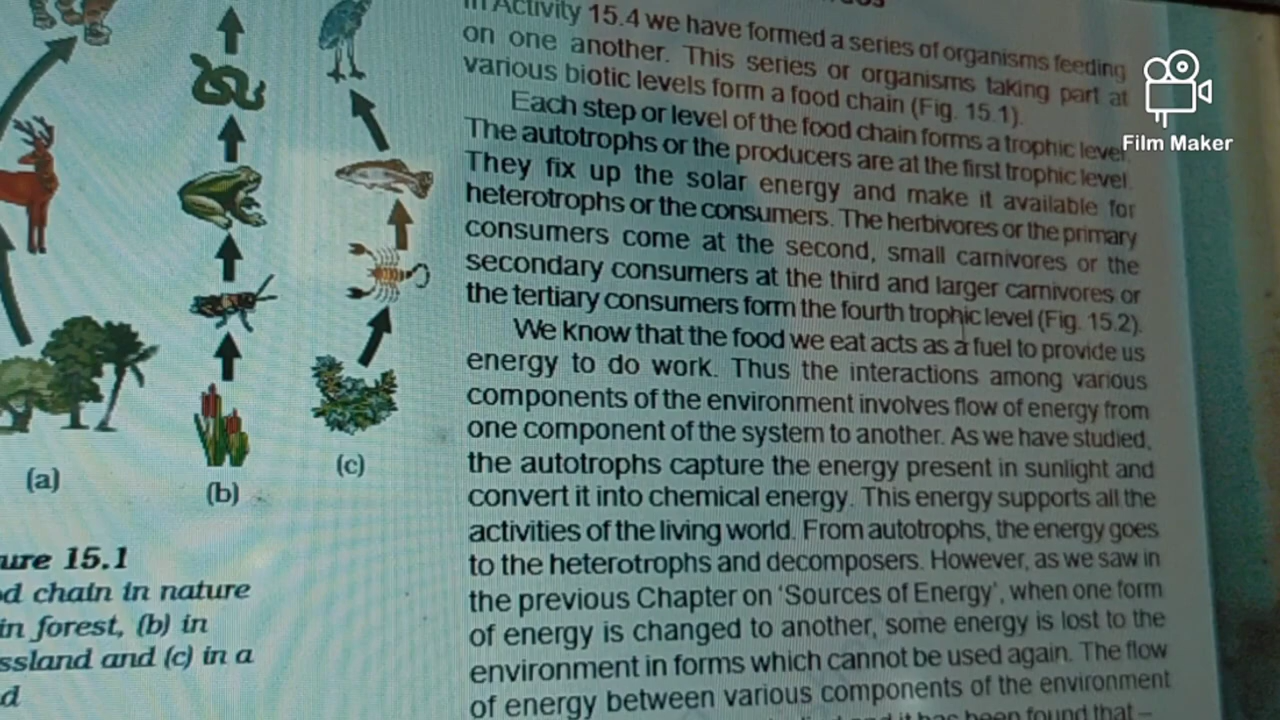 In Activity 15.4 we have formed a series of organisms feeding
on one another. This series or organisms taking part at
various biotic levels form a food chain (Fig. 15.1).
Each step or level of the food chain forms a trophic level.
The autotrophs or the producers are at the first trophic level.
They fix up the solar energy and make it available for
heterotrophs or the consumers. The herbivores or the primary
consumers come at the second, small carnivores or the
secondary consumers at the third and larger carnivores or
the tertiary consumers form the fourth trophic level (Fig. 15.2).
We know that the food we eat acts as a fuel to provide us
energy to do work. Thus the interactions among various
components of the environment involves flow of energy from
one component of the system to another. As we have studied,
the autotrophs capture the energy present in sunlight and
convert it into chemical energy. This energy supports all the
activities of the living world. From autotrophs, the energy goes
to the heterotrophs and decomposers. However, as we saw in
the previous Chapter on ‘Sources of Energy’, when one form
of energy is changed to another, some energy is lost to the
environment in forms which cannot be used again. The flow
of energy between various components of the environment
it has been found that –
(a)
(b)
(c)
ure 15.1
d chain in nature
in forest, (b) in
ssland and (c) in a
d
Film Maker